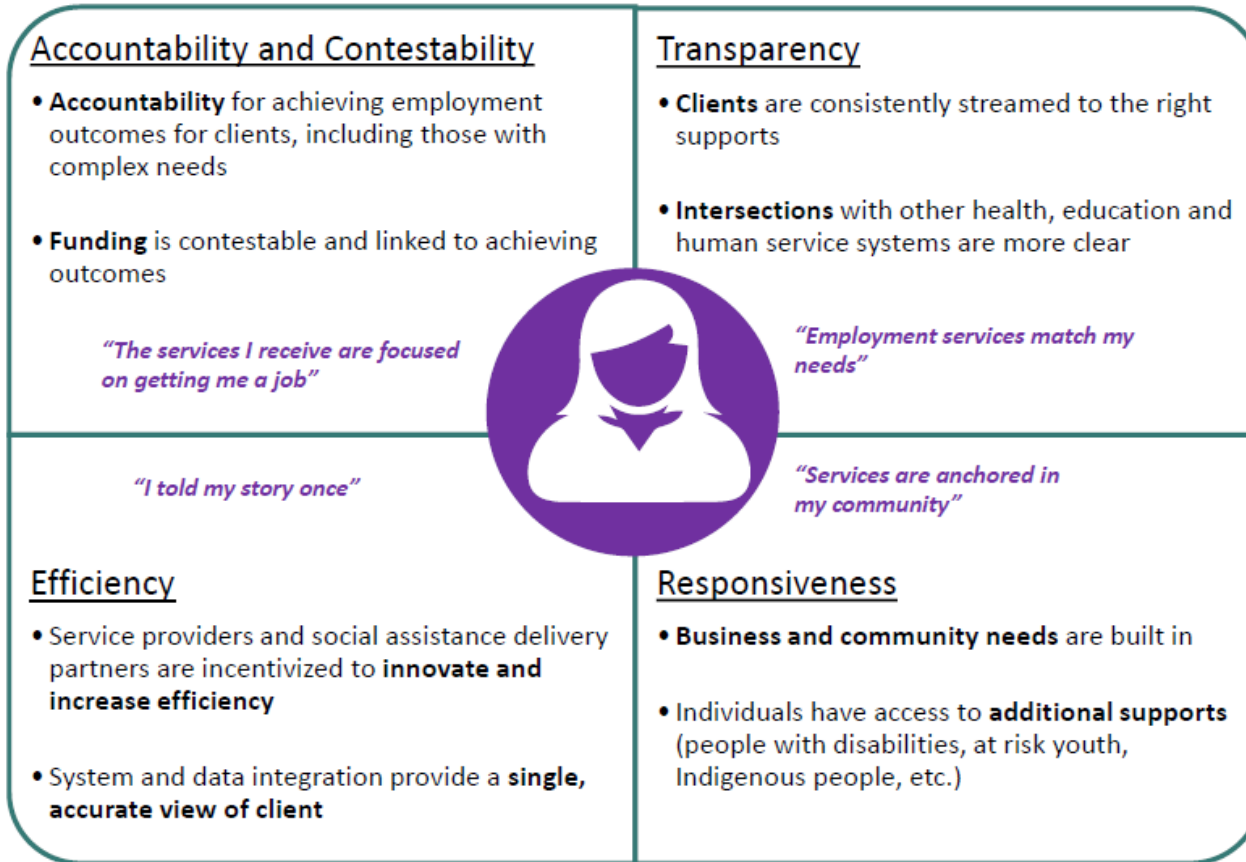 Accountability and Contestability
• Accountability for achieving employment
outcomes for clients, including those with
complex needs
• Funding is contestable and linked to achieving
outcomes
“The services I receive are focused
on getting me a job”
Transparency
• Clients are consistently streamed to the right
supports
• Intersections with other health, education and
human service systems are more clear
“Employment services match my
needs”
“I told my story once”
Efficiency
• Service providers and social assistance delivery
partners are incentivized to innovate and
increase efficiency
• System and data integration provide a single,
accurate view of client
“Services are anchored in
my community”
Responsiveness
• Business and community needs are built in
• Individuals have access to additional supports
(people with disabilities, at risk youth,
Indigenous people, etc.)